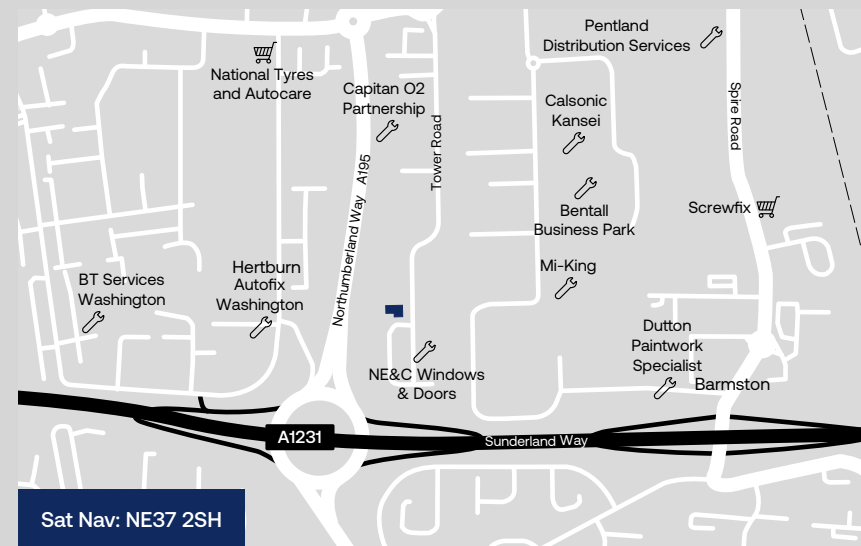 Pentland
Distribution Services
National Tyres
and Autocare
Capitan O2
Partnership
Calsonic
Kansei
Spire Road
Tower Road
Northumberland Way A195
Bentall
Business Park
Screwfix
Mi-King
BT Services
Washington
Hertburn
Autofix
Washington
Dutton
Paintwork
Specialist
NE&C Windows
& Doors
Barmston
A1231
Sunderland Way
Sat Nav: NE37 2SH